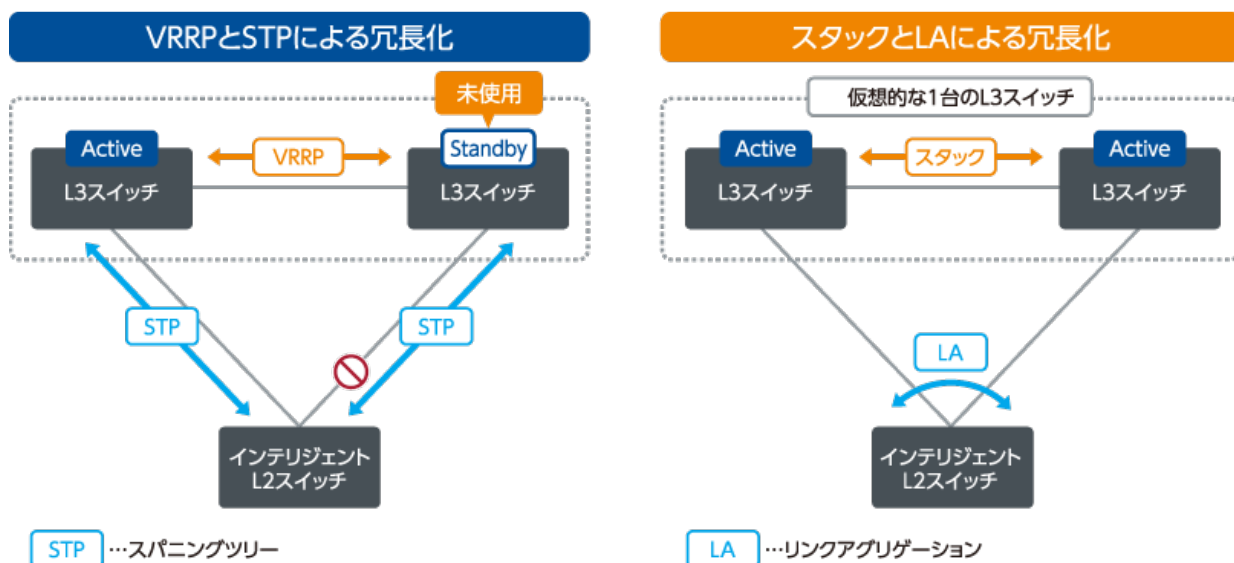 VRRPとSTPによる冗長化
未使用
Active
VRRP
Standby
L3スイッチ
L3スイッチ
STP
STP
インテリジェント
L2スイッチ
STP …スパニングツリー
スタックとLAによる冗長化
仮想的な1台のL3スイッチ
Active
スタック
Active
L3スイッチ
L3スイッチ
LA
インテリジェント
L2スイッチ
LA …リンクアグリゲーション